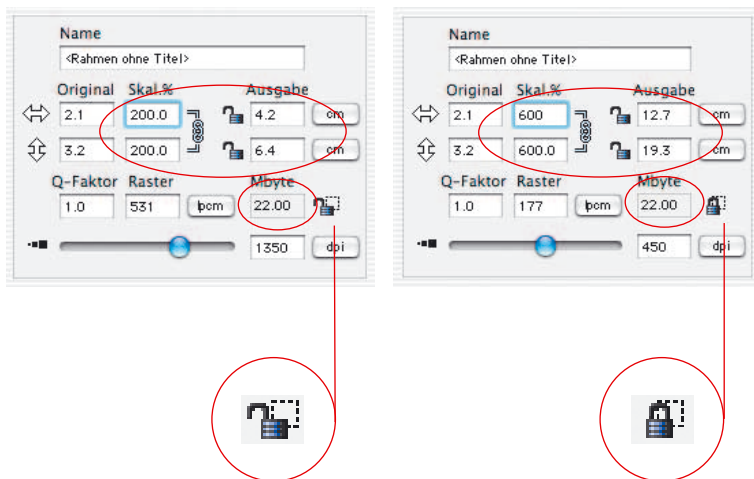 Name
<Rahmen ohne Titel>
Original Skal.% Ausgabe
2.1 200.0 4.2 cm
3.2 200.0 6.4 cm
Q-Faktor Raster Mbyte
1.0 531 lpcm 22.00
1350 dpi
Name
<Rahmen ohne Titel>
Original Skal.% Ausgabe
2.1 600 12.7 cm
3.2 600.0 19.3 cm
Q-Faktor Raster Mbyte
1.0 177 lpcm 22.00
450 dpi